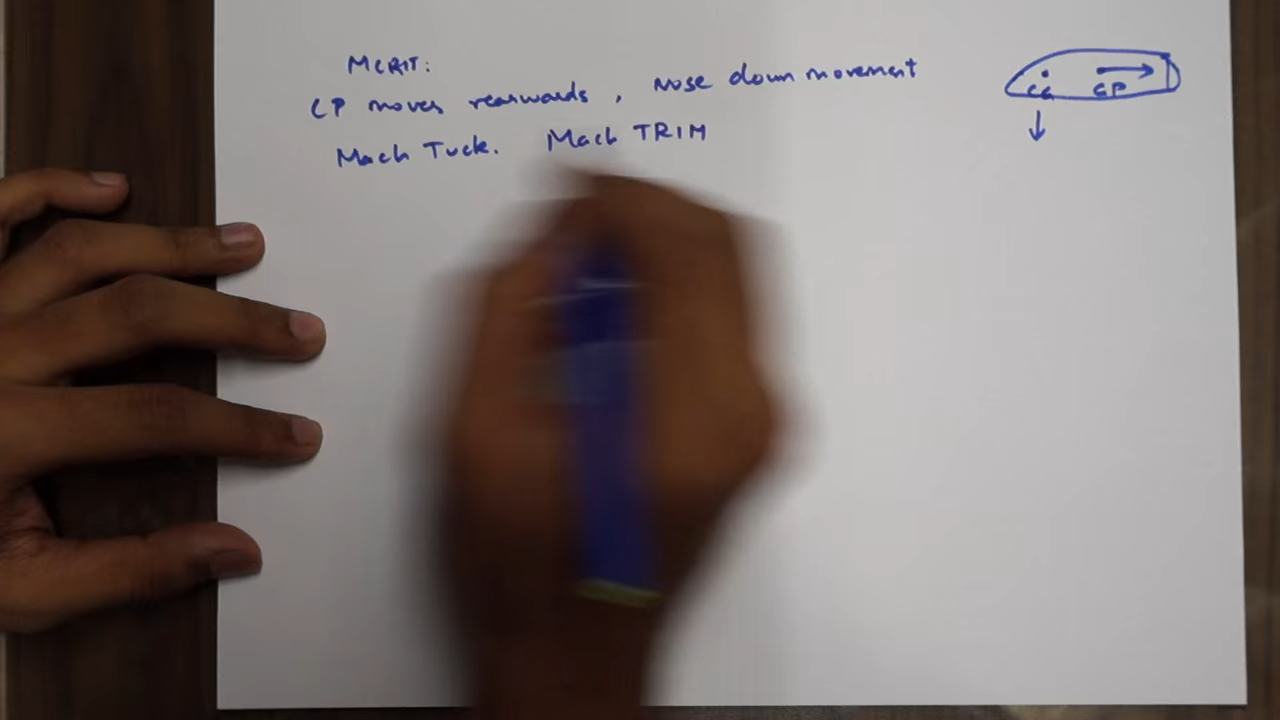 MCRIT:
CP moves rearwards, nose down movement
Mach Tuck. Mach TRIM
CG CP